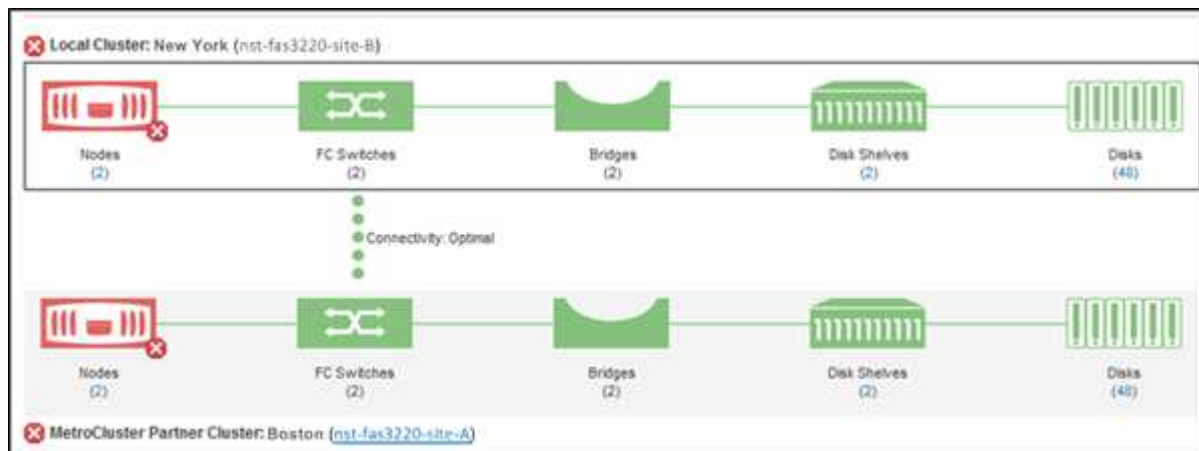 Local Cluster: New York (nst-fas3220-site-B)
Nodes FC Switches Bridges Disk Shelves Disks
(2) (2) (2) (2) (48)
Connectivity: Optimal
Nodes FC Switches Bridges Disk Shelves Disks
(2) (2) (2) (2) (48)
MetroCluster Partner Cluster: Boston (nst-fas3220-site-A)